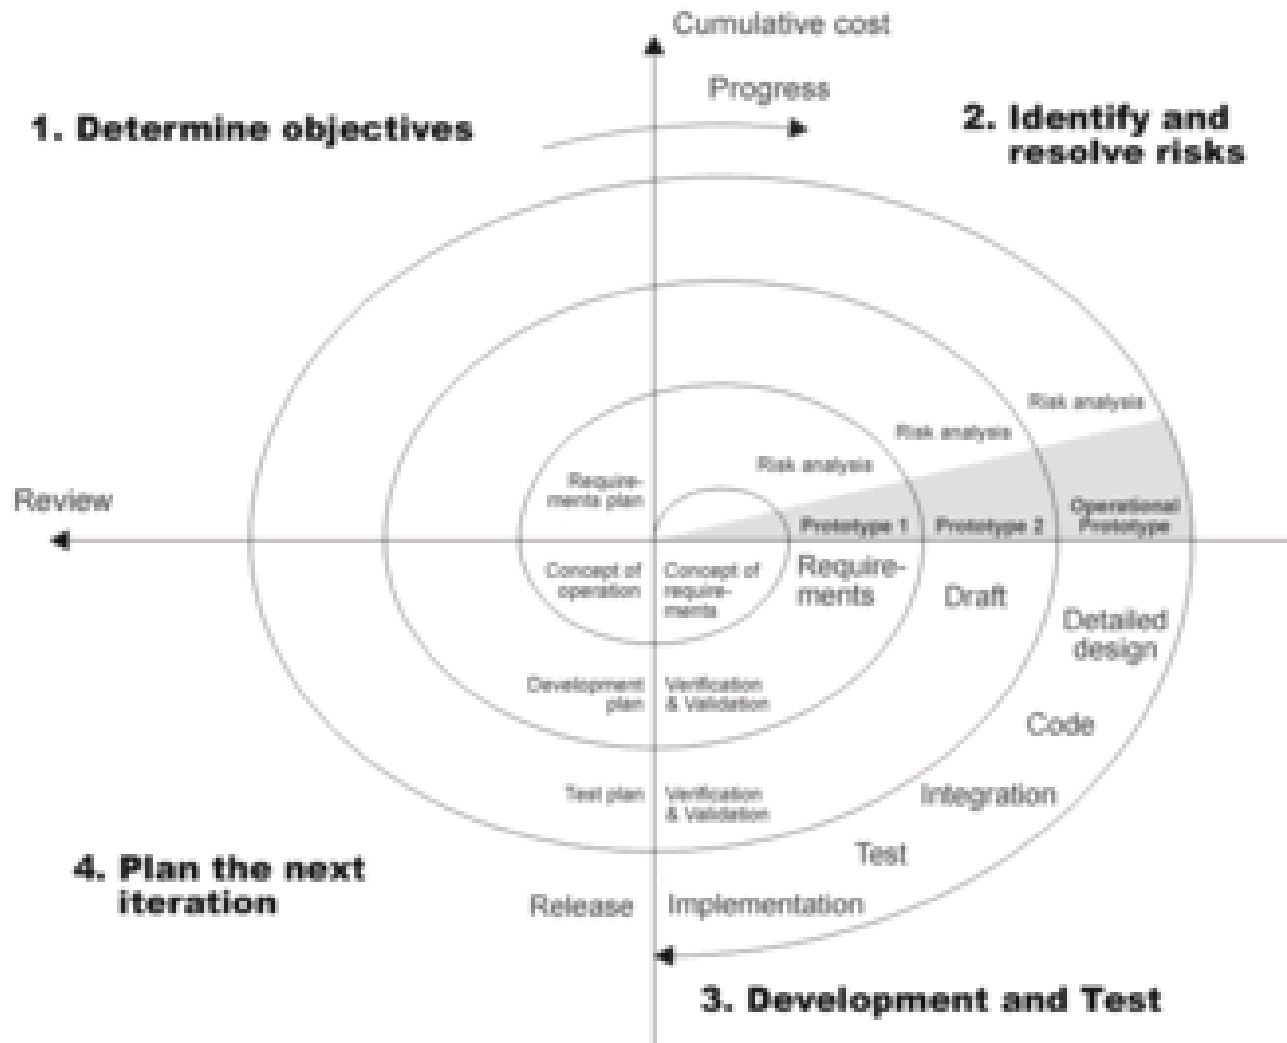 Cumulative cost
Progress
1. Determine objectives
2. Identify and
resolve risks
Risk analysis
Risk analysis
Risk analysis
Require-
ments plan
Review
Operational
Prototype
Prototype 1
Prototype 2
Concept of
operation
Concept of
require-
ments
Require-
ments
Draft
Detailed
design
Development
plan
Verification
& Validation
Code
Test plan
Verification
& Validation
Integration
Test
4. Plan the next
iteration
Release
Implementation
3. Development and Test